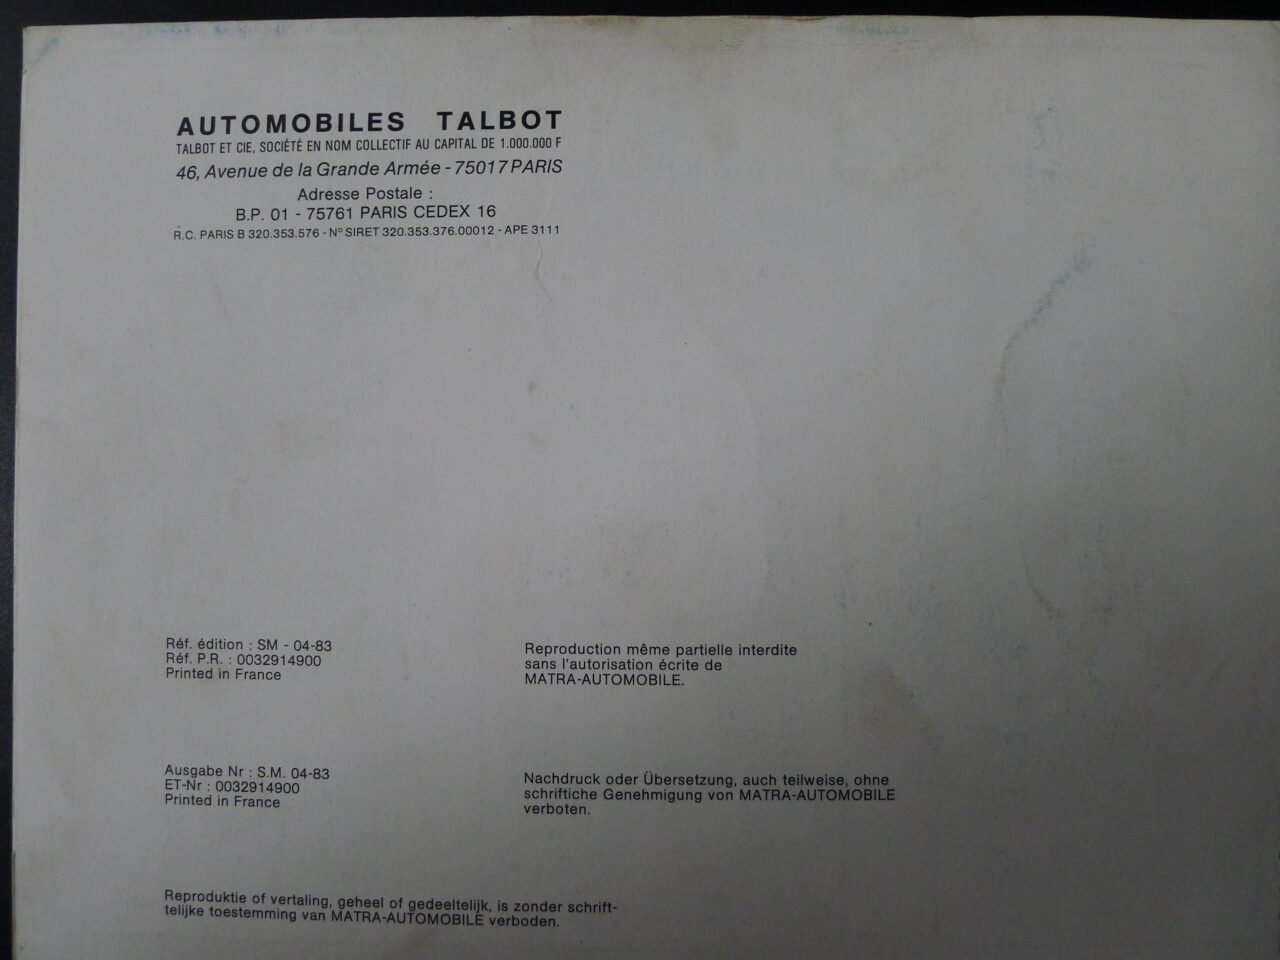 AUTOMOBILES TALBOT
TALBOT ET CIE, SOCIÉTÉ EN NOM COLLECTIF AU CAPITAL DE 1.000.000 F
46, Avenue de la Grande Armée - 75017 PARIS
Adresse Postale :
B.P. 01 - 75761 PARIS CEDEX 16
R.C. PARIS B 320.353.576 - Nº SIRET 320.353.376.00012 - APE 3111
Réf. édition : SM - 04-83
Réf. P.R. : 0032914900
Printed in France
Reproduction même partielle interdite
sans l'autorisation écrite de
MATRA-AUTOMOBILE.
Ausgabe Nr : S.M. 04-83
ET-Nr : 0032914900
Printed in France
Nachdruck oder Übersetzung, auch teilweise, ohne
schriftiche Genehmigung von MATRA-AUTOMOBILE
verboten.
Reproduktie of vertaling, geheel of gedeeltelijk, is zonder schrift-
telijke toestemming van MATRA-AUTOMOBILE verboden.